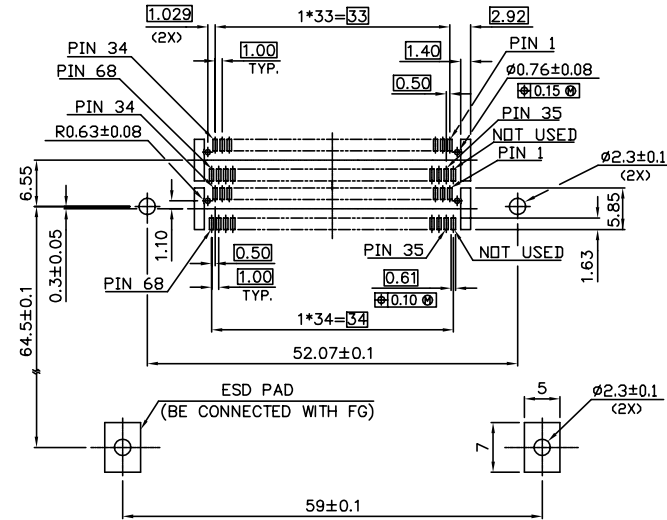 1.029
(2X)
1*33=33
2.92
PIN 34
1.00
TYP.
1.40
PIN 1
PIN 68
0.50
ø0.76±0.08
⌖ 0.15 Ⓜ
PIN 34
PIN 35
R0.63±0.08
NOT USED
PIN 1
ø2.3±0.1
(2X)
6.55
5.85
0.3±0.05
1.10
1.63
0.50
PIN 35
NOT USED
PIN 68
1.00
TYP.
0.61
⌖ 0.10 Ⓜ
1*34=34
64.5±0.1
52.07±0.1
ESD PAD
(BE CONNECTED WITH FG)
5
ø2.3±0.1
(2X)
7
59±0.1